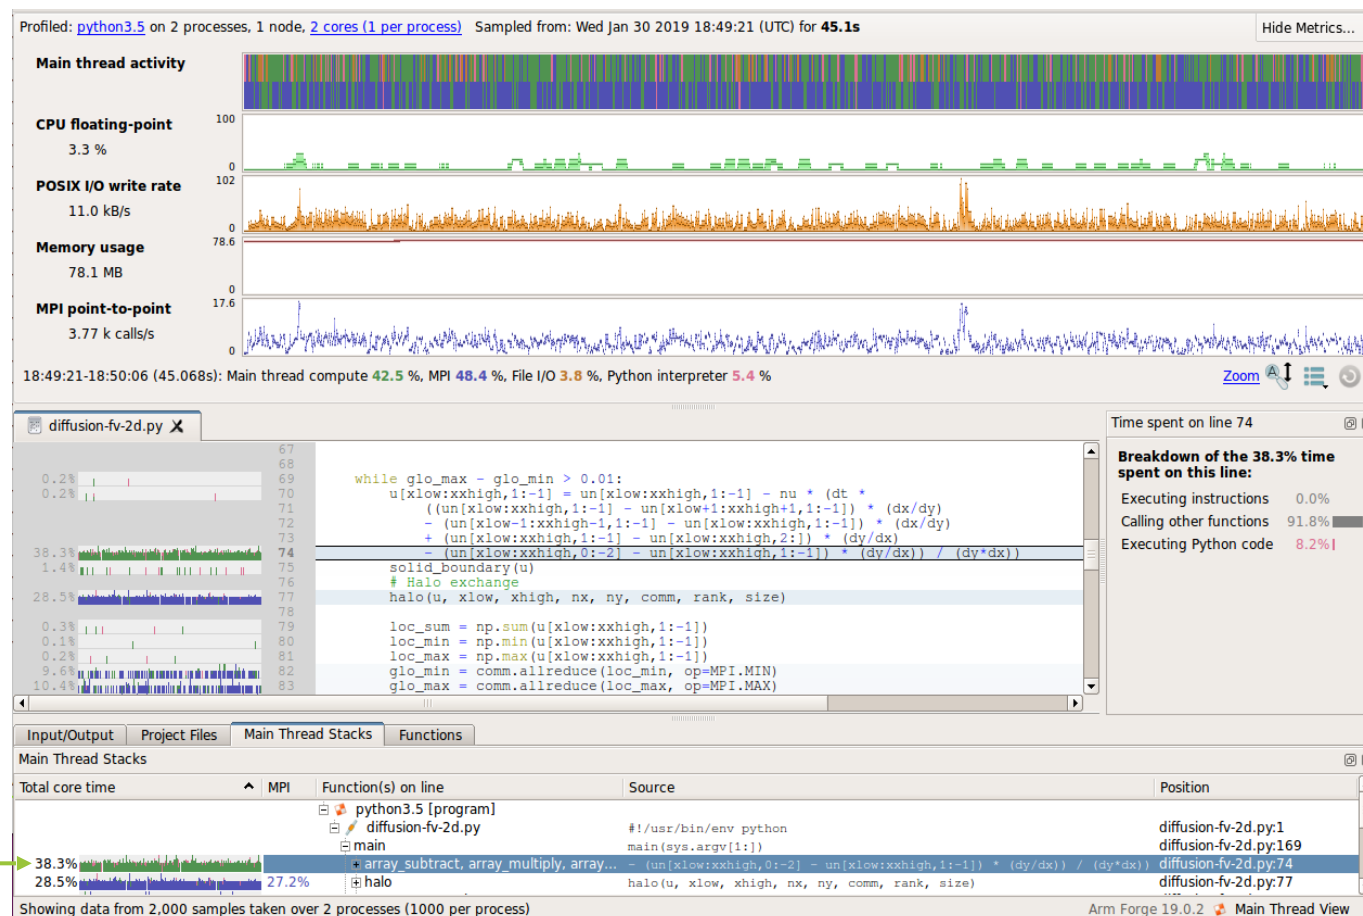 Profiled: python3.5 on 2 processes, 1 node, 2 cores (1 per process) Sampled from: Wed Jan 30 2019 18:49:21 (UTC) for 45.1s Hide Metrics...
Main thread activity
CPU floating-point 100
3.3 % 0
POSIX I/O write rate 102
11.0 kB/s 0
Memory usage 78.6
78.1 MB 0
MPI point-to-point 17.6
3.77 k calls/s 0
18:49:21-18:50:06 (45.068s): Main thread compute 42.5 %, MPI 48.4 %, File I/O 3.8 %, Python interpreter 5.4 % Zoom
diffusion-fv-2d.py
67
68
0.2% 69 while glo_max - glo_min > 0.01:
0.2% 70 u[xlow:xxhigh,1:-1] = un[xlow:xxhigh,1:-1] - nu * (dt *
71 ((un[xlow:xxhigh,1:-1] - un[xlow+1:xxhigh+1,1:-1]) * (dx/dy)
72 - (un[xlow-1:xxhigh-1,1:-1] - un[xlow:xxhigh,1:-1]) * (dx/dy)
73 + (un[xlow:xxhigh,1:-1] - un[xlow:xxhigh,2:]) * (dy/dx)
38.3% 74 - (un[xlow:xxhigh,0:-2] - un[xlow:xxhigh,1:-1]) * (dy/dx)) / (dy*dx))
1.4% 75 solid_boundary(u)
76 # Halo exchange
28.5% 77 halo(u, xlow, xhigh, nx, ny, comm, rank, size)
78
0.3% 79 loc_sum = np.sum(u[xlow:xxhigh,1:-1])
0.1% 80 loc_min = np.min(u[xlow:xxhigh,1:-1])
0.2% 81 loc_max = np.max(u[xlow:xxhigh,1:-1])
9.6% 82 glo_min = comm.allreduce(loc_min, op=MPI.MIN)
10.4% 83 glo_max = comm.allreduce(loc_max, op=MPI.MAX)
Time spent on line 74
Breakdown of the 38.3% time
spent on this line:
Executing instructions 0.0%
Calling other functions 91.8%
Executing Python code 8.2%
Input/Output Project Files Main Thread Stacks Functions
Main Thread Stacks
Total core time MPI Function(s) on line Source Position
python3.5 [program]
diffusion-fv-2d.py #!/usr/bin/env python diffusion-fv-2d.py:1
main main(sys.argv[1:]) diffusion-fv-2d.py:169
38.3% array_subtract, array_multiply, array... - (un[xlow:xxhigh,0:-2] - un[xlow:xxhigh,1:-1]) * (dy/dx)) / (dy*dx)) diffusion-fv-2d.py:74
28.5% 27.2% halo halo(u, xlow, xhigh, nx, ny, comm, rank, size) diffusion-fv-2d.py:77
Showing data from 2,000 samples taken over 2 processes (1000 per process) Arm Forge 19.0.2 Main Thread View